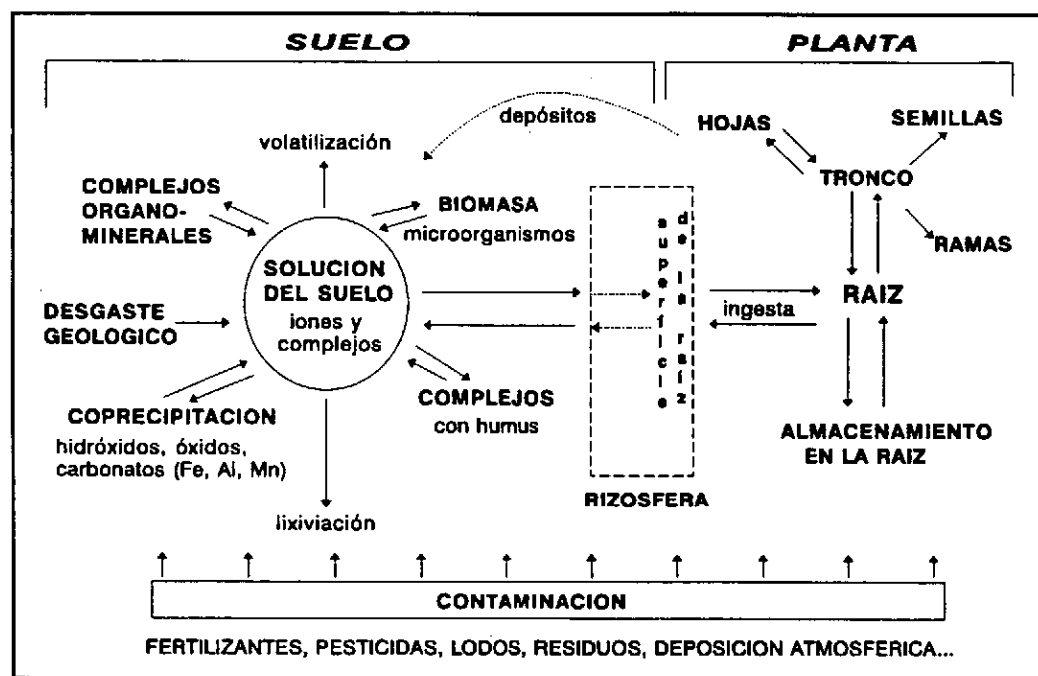 SUELO
PLANTA
depósitos
HOJAS
SEMILLAS
volatilización
TRONCO
COMPLEJOS
ORGANO-
MINERALES
BIOMASA
microorganismos
RAMAS
SOLUCION
DEL SUELO
iones y
complejos
superficie
de la raíz
DESGASTE
GEOLOGICO
RAIZ
ingesta
COMPLEJOS
con humus
COPRECIPITACION
hidróxidos, óxidos,
carbonatos (Fe, Al, Mn)
ALMACENAMIENTO
EN LA RAIZ
RIZOSFERA
lixiviación
CONTAMINACION
FERTILIZANTES, PESTICIDAS, LODOS, RESIDUOS, DEPOSICION ATMOSFERICA...